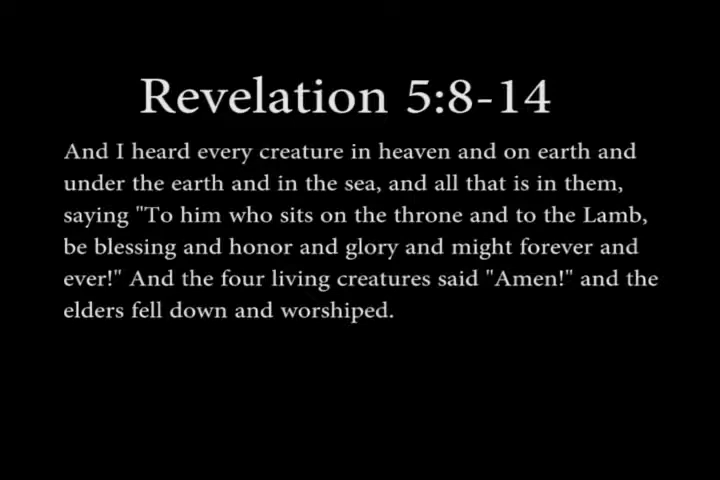 Revelation 5:8-14
And I heard every creature in heaven and on earth and
under the earth and in the sea, and all that is in them,
saying "To him who sits on the throne and to the Lamb,
be blessing and honor and glory and might forever and
ever!" And the four living creatures said "Amen!" and the
elders fell down and worshiped.